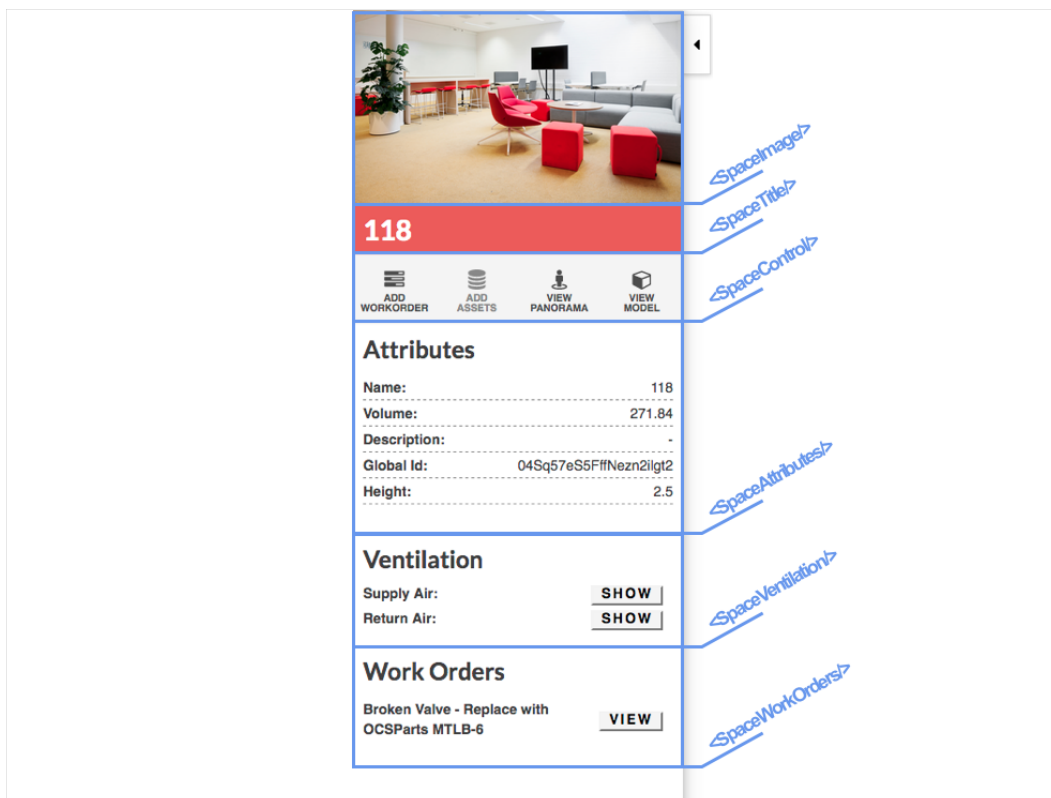 <SpaceImage/>
<SpaceTitle/>
118
<SpaceControl/>
ADD WORKORDER
ADD ASSETS
VIEW PANORAMA
VIEW MODEL
Attributes
Name: 118
Volume: 271.84
Description: -
Global Id: 04Sq57eS5FffNezn2ilgt2
Height: 2.5
<SpaceAttributes/>
Ventilation
Supply Air: SHOW
Return Air: SHOW
<SpaceVentilation/>
Work Orders
Broken Valve - Replace with
OCSParts MTLB-6
VIEW
<SpaceWorkOrders/>